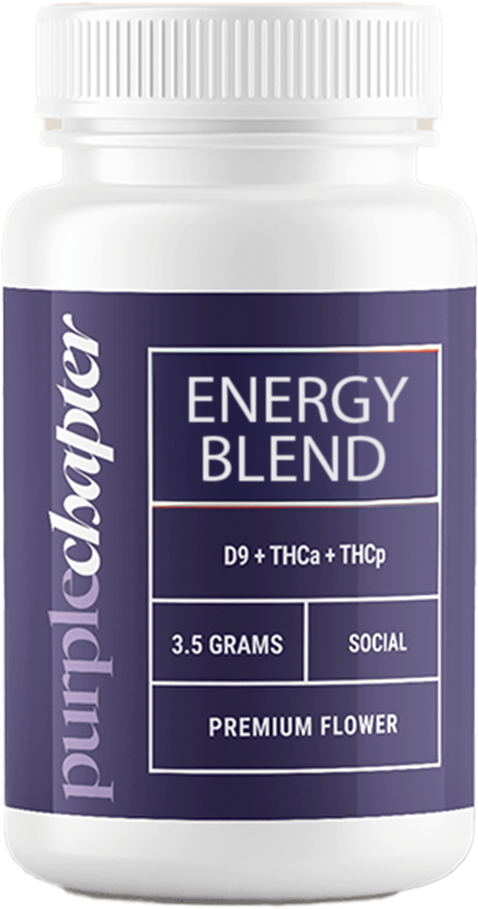 purplechapter
ENERGY
BLEND
D9 + THCa + THCp
3.5 GRAMS
SOCIAL
PREMIUM FLOWER